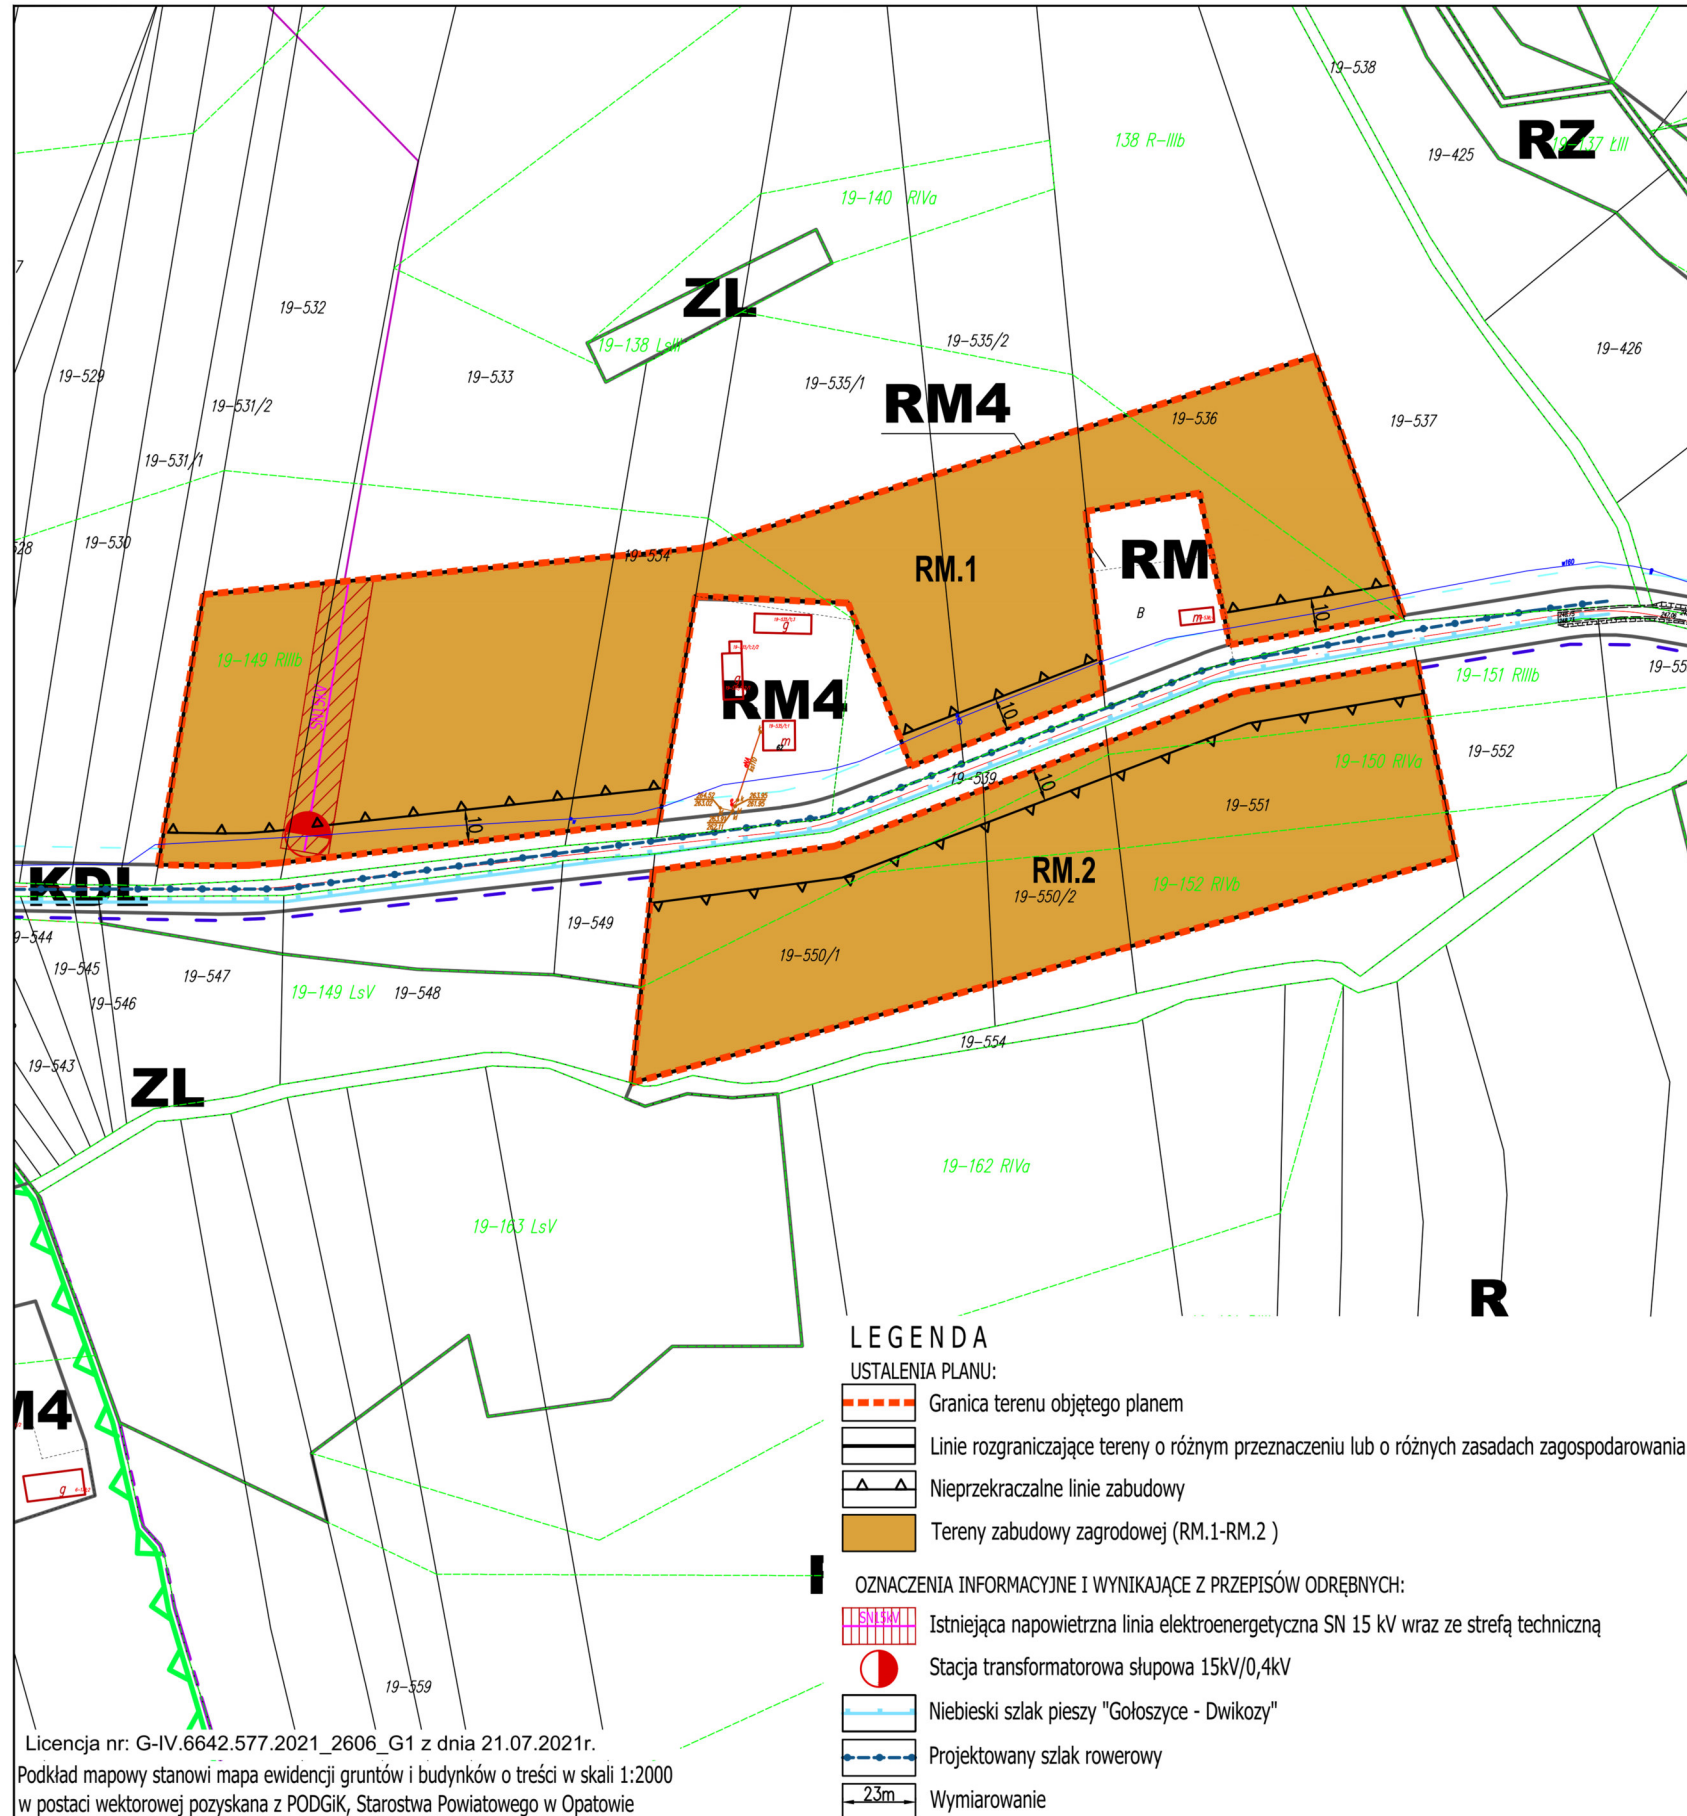 19-538
RZ
19-137 ŁIII
19-425
138 R-IIIb
19-140 RIVa
7
19-532
ZL
19-138 LsIII
19-535/2
19-426
19-529
19-533
19-535/1
RM4
19-531/2
19-536
19-537
19-531/1
528
19-530
19-534
RM.1
RM
w160
B
m
10
g
19-149 RIIIb
SN15kV
RM4
g
m
10
19-151 RIIIb
19-55
19-552
19-150 RIVa
19-539
10
19-551
10
RM.2
KDL
19-152 RIVb
19-550/2
19-549
9-544
19-550/1
19-545
19-547
19-546
19-149 LsV
19-548
19-554
19-543
ZL
19-162 RIVa
19-163 LsV
R
M4
g
19-559
LEGENDA
USTALENIA PLANU:
Granica terenu objętego planem
Linie rozgraniczające tereny o różnym przeznaczeniu lub o różnych zasadach zagospodarowania
Nieprzekraczalne linie zabudowy
Tereny zabudowy zagrodowej (RM.1-RM.2 )
OZNACZENIA INFORMACYJNE I WYNIKAJĄCE Z PRZEPISÓW ODRĘBNYCH:
SN15kV
Istniejąca napowietrzna linia elektroenergetyczna SN 15 kV wraz ze strefą techniczną
Stacja transformatorowa słupowa 15kV/0,4kV
Niebieski szlak pieszy "Gołoszyce - Dwikozy"
Projektowany szlak rowerowy
23m
Wymiarowanie
Licencja nr: G-IV.6642.577.2021_2606_G1 z dnia 21.07.2021r.
Podkład mapowy stanowi mapa ewidencji gruntów i budynków o treści w skali 1:2000
w postaci wektorowej pozyskana z PODGiK, Starostwa Powiatowego w Opatowie